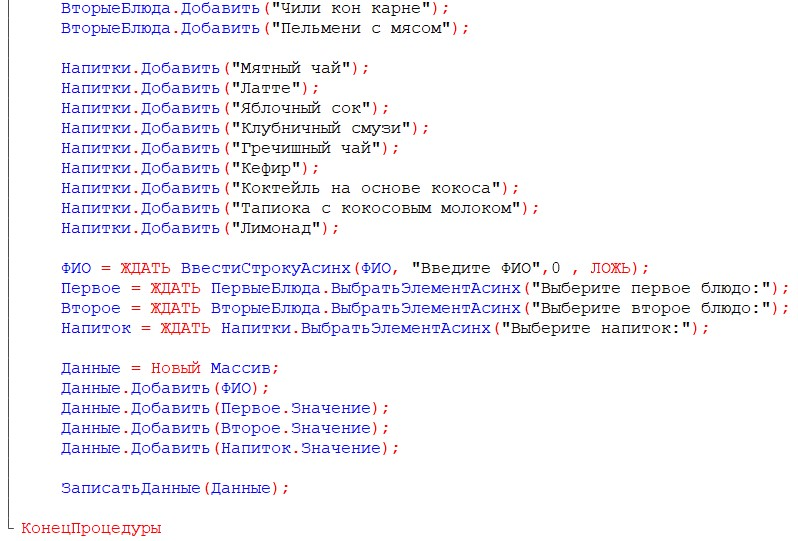 ВторыеБлюда.Добавить("Чили кон карне");
ВторыеБлюда.Добавить("Пельмени с мясом");
Напитки.Добавить("Мятный чай");
Напитки.Добавить("Латте");
Напитки.Добавить("Яблочный сок");
Напитки.Добавить("Клубничный смузи");
Напитки.Добавить("Гречишный чай");
Напитки.Добавить("Кефир");
Напитки.Добавить("Коктейль на основе кокоса");
Напитки.Добавить("Тапиока с кокосовым молоком");
Напитки.Добавить("Лимонад");
ФИО = ЖДАТЬ ВвестиСтрокуАсинх(ФИО, "Введите ФИО",0 , ЛОЖЬ);
Первое = ЖДАТЬ ПервыеБлюда.ВыбратьЭлементАсинх("Выберите первое блюдо:");
Второе = ЖДАТЬ ВторыеБлюда.ВыбратьЭлементАсинх("Выберите второе блюдо:");
Напиток = ЖДАТЬ Напитки.ВыбратьЭлементАсинх("Выберите напиток:");
Данные = Новый Массив;
Данные.Добавить(ФИО);
Данные.Добавить(Первое.Значение);
Данные.Добавить(Второе.Значение);
Данные.Добавить(Напиток.Значение);
ЗаписатьДанные(Данные);
КонецПроцедуры